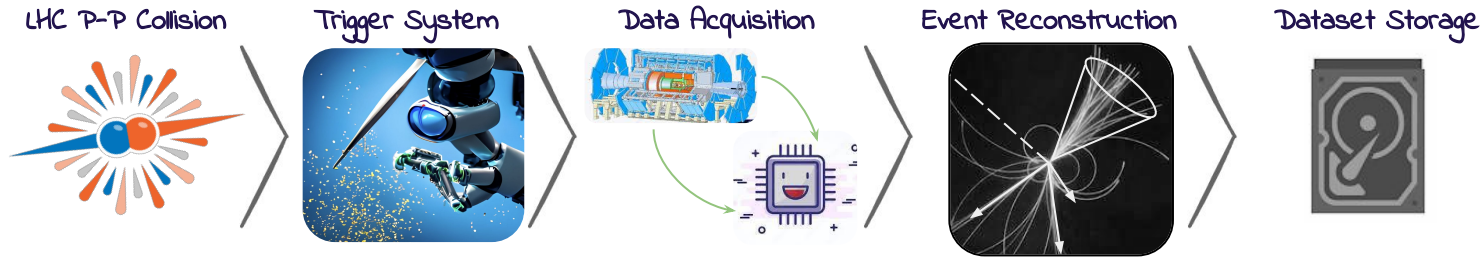 LHC P-P Collision
Trigger System
Data Acquisition
Event Reconstruction
Dataset Storage